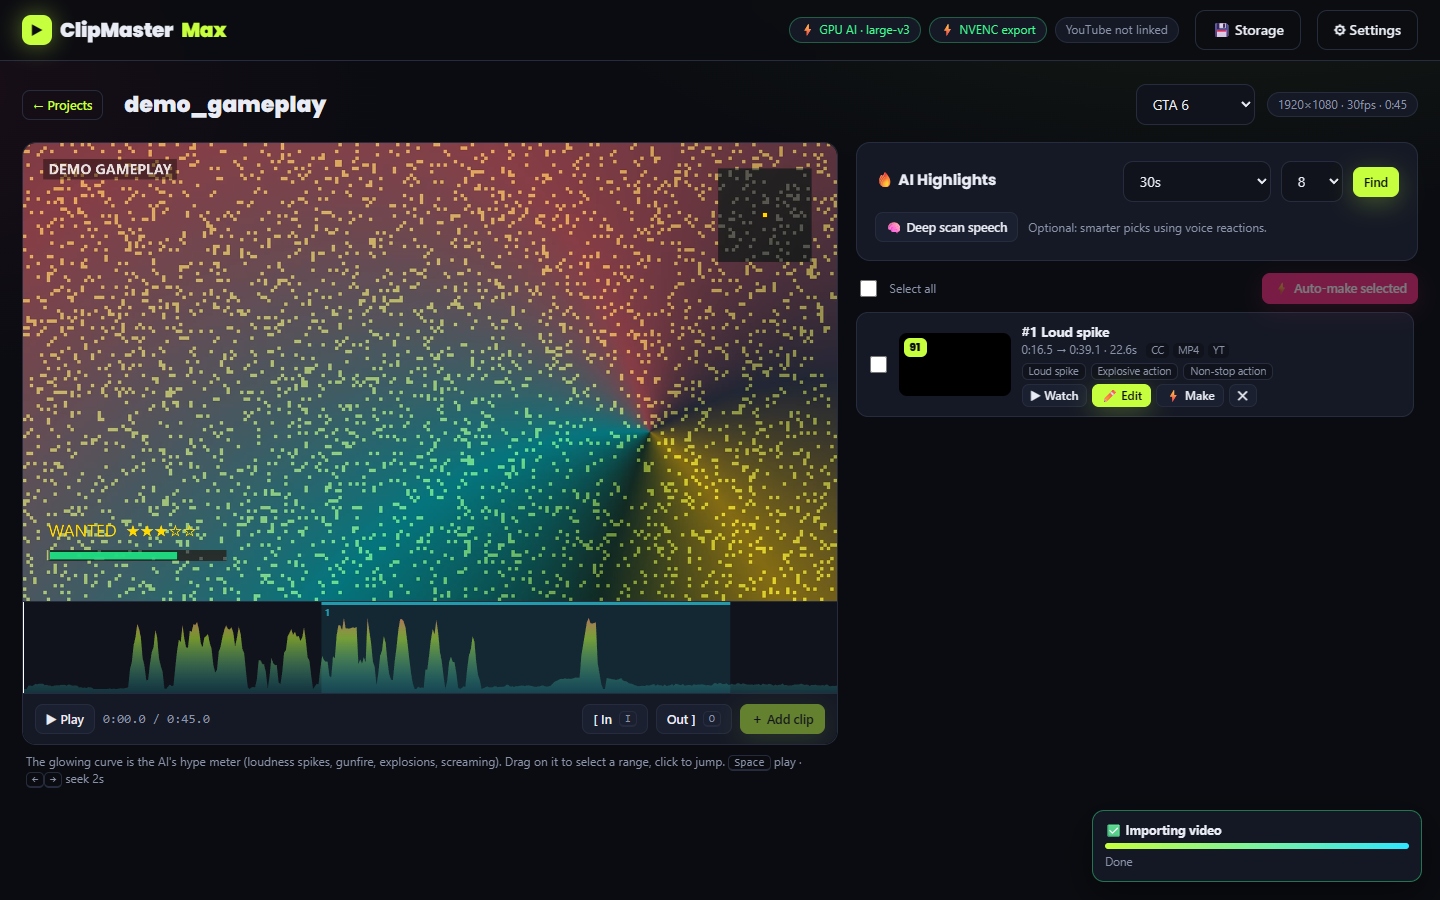 ClipMaster Max
GPU AI · large-v3
NVENC export
YouTube not linked
Storage
Settings
← Projects
demo_gameplay
GTA 6
1920×1080 · 30fps · 0:45
DEMO GAMEPLAY
WANTED ★★★☆☆
1
▶ Play
0:00.0 / 0:45.0
[ In I
Out ] O
+ Add clip
The glowing curve is the AI's hype meter (loudness spikes, gunfire, explosions, screaming). Drag on it to select a range, click to jump. Space play ·
← → seek 2s
AI Highlights
30s
8
Find
Deep scan speech
Optional: smarter picks using voice reactions.
Select all
Auto-make selected
91
#1 Loud spike
0:16.5 → 0:39.1 · 22.6s CC MP4 YT
Loud spike Explosive action Non-stop action
▶ Watch Edit Make ✕
Importing video
Done